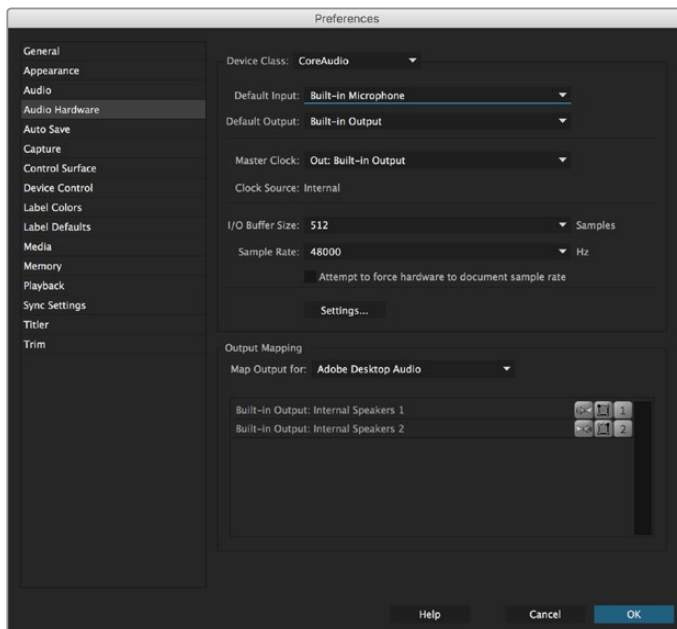 Preferences
General
Appearance
Audio
Audio Hardware
Auto Save
Capture
Control Surface
Device Control
Label Colors
Label Defaults
Media
Memory
Playback
Sync Settings
Titler
Trim
Device Class: CoreAudio
Default Input: Built-in Microphone
Default Output: Built-in Output
Master Clock: Out: Built-in Output
Clock Source: Internal
I/O Buffer Size: 512 Samples
Sample Rate: 48000 Hz
Attempt to force hardware to document sample rate
Settings...
Output Mapping
Map Output for: Adobe Desktop Audio
Built-in Output: Internal Speakers 1 1
Built-in Output: Internal Speakers 2 2
Help Cancel OK